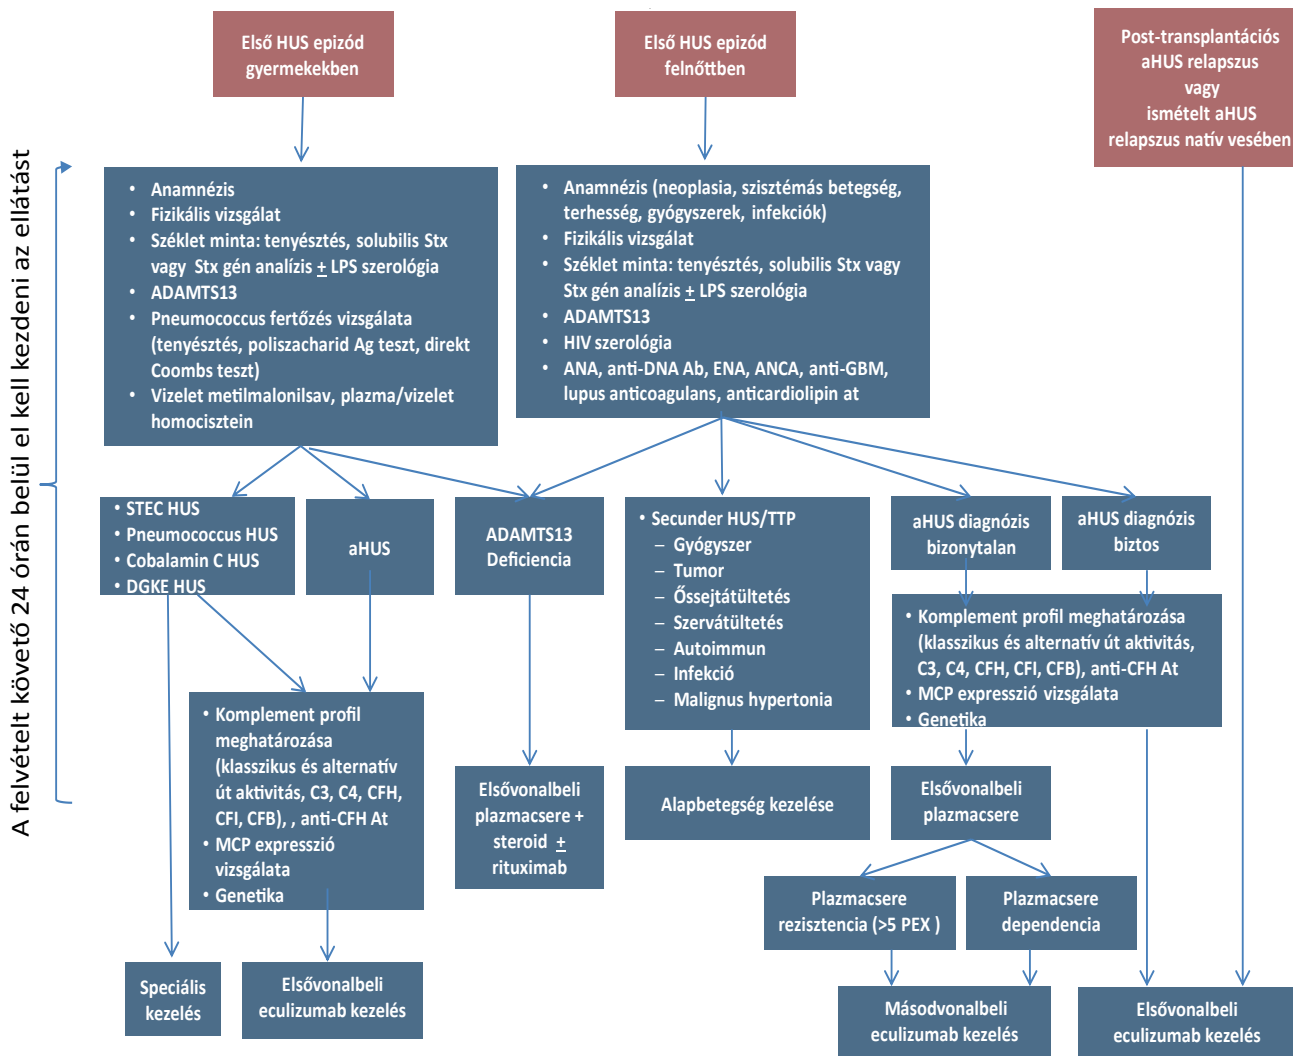 Első HUS epizód
gyermekekben
Első HUS epizód
felnőttben
Post-transplantációs
aHUS relapszus
vagy
ismételt aHUS
relapszus natív vesében
A felvételt követő 24 órán belül el kell kezdeni az ellátást
• Anamnézis
• Fizikális vizsgálat
• Széklet minta: tenyésztés, solubilis Stx
vagy Stx gén analízis ± LPS szerológia
• ADAMTS13
• Pneumococcus fertőzés vizsgálata
(tenyésztés, poliszacharid Ag teszt, direkt
Coombs teszt)
• Vizelet metilmalonilsav, plazma/vizelet
homocisztein
• Anamnézis (neoplasia, szisztémás betegség,
terhesség, gyógyszerek, infekciók)
• Fizikális vizsgálat
• Széklet minta: tenyésztés, solubilis Stx vagy
Stx gén analízis ± LPS szerológia
• ADAMTS13
• HIV szerológia
• ANA, anti-DNA Ab, ENA, ANCA, anti-GBM,
lupus anticoagulans, anticardiolipin at
• STEC HUS
• Pneumococcus HUS
• Cobalamin C HUS
• DGKE HUS
aHUS
ADAMTS13
Deficiencia
• Secunder HUS/TTP
– Gyógyszer
– Tumor
– Őssejtátültetés
– Szervátültetés
– Autoimmun
– Infekció
– Malignus hypertonia
aHUS diagnózis
bizonytalan
aHUS diagnózis
biztos
• Komplement profil meghatározása
(klasszikus és alternatív út aktivitás,
C3, C4, CFH, CFI, CFB), anti-CFH At
• MCP expresszió vizsgálata
• Genetika
• Komplement profil
meghatározása
(klasszikus és alternatív
út aktivitás, C3, C4, CFH,
CFI, CFB), , anti-CFH At
• MCP expresszió
vizsgálata
• Genetika
Elsővonalbeli
plazmacsere +
steroid ±
rituximab
Alapbetegség kezelése
Elsővonalbeli
plazmacsere
Plazmacsere
rezisztencia (>5 PEX )
Plazmacsere
dependencia
Speciális
kezelés
Elsővonalbeli
eculizumab kezelés
Másodvonalbeli
eculizumab kezelés
Elsővonalbeli
eculizumab kezelés